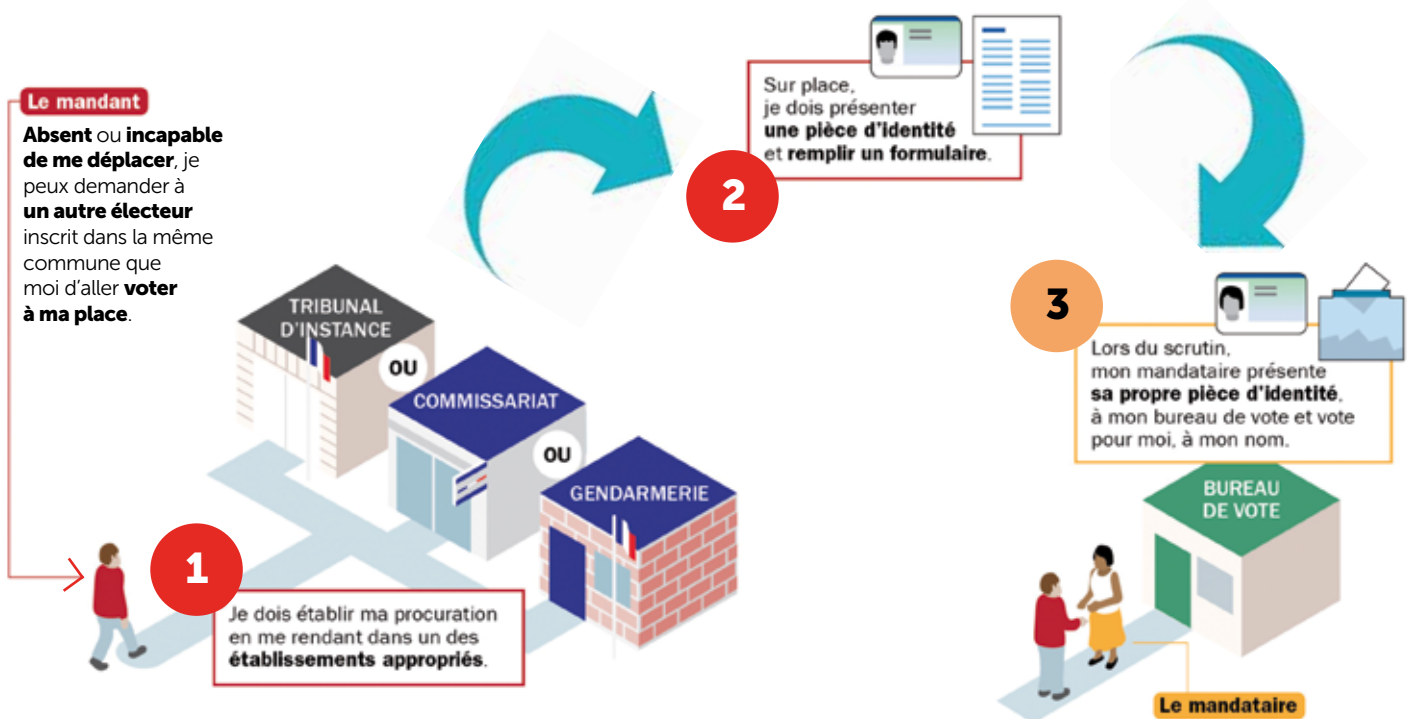 Le mandant
Absent ou incapable
de me déplacer, je
peux demander à
un autre électeur
inscrit dans la même
commune que
moi d'aller voter
à ma place.
TRIBUNAL
D'INSTANCE
OU
COMMISSARIAT
OU
GENDARMERIE
1
Je dois établir ma procuration
en me rendant dans un des
établissements appropriés.
2
Sur place,
je dois présenter
une pièce d'identité
et remplir un formulaire.
3
Lors du scrutin,
mon mandataire présente
sa propre pièce d'identité,
à mon bureau de vote et vote
pour moi, à mon nom.
BUREAU
DE VOTE
Le mandataire